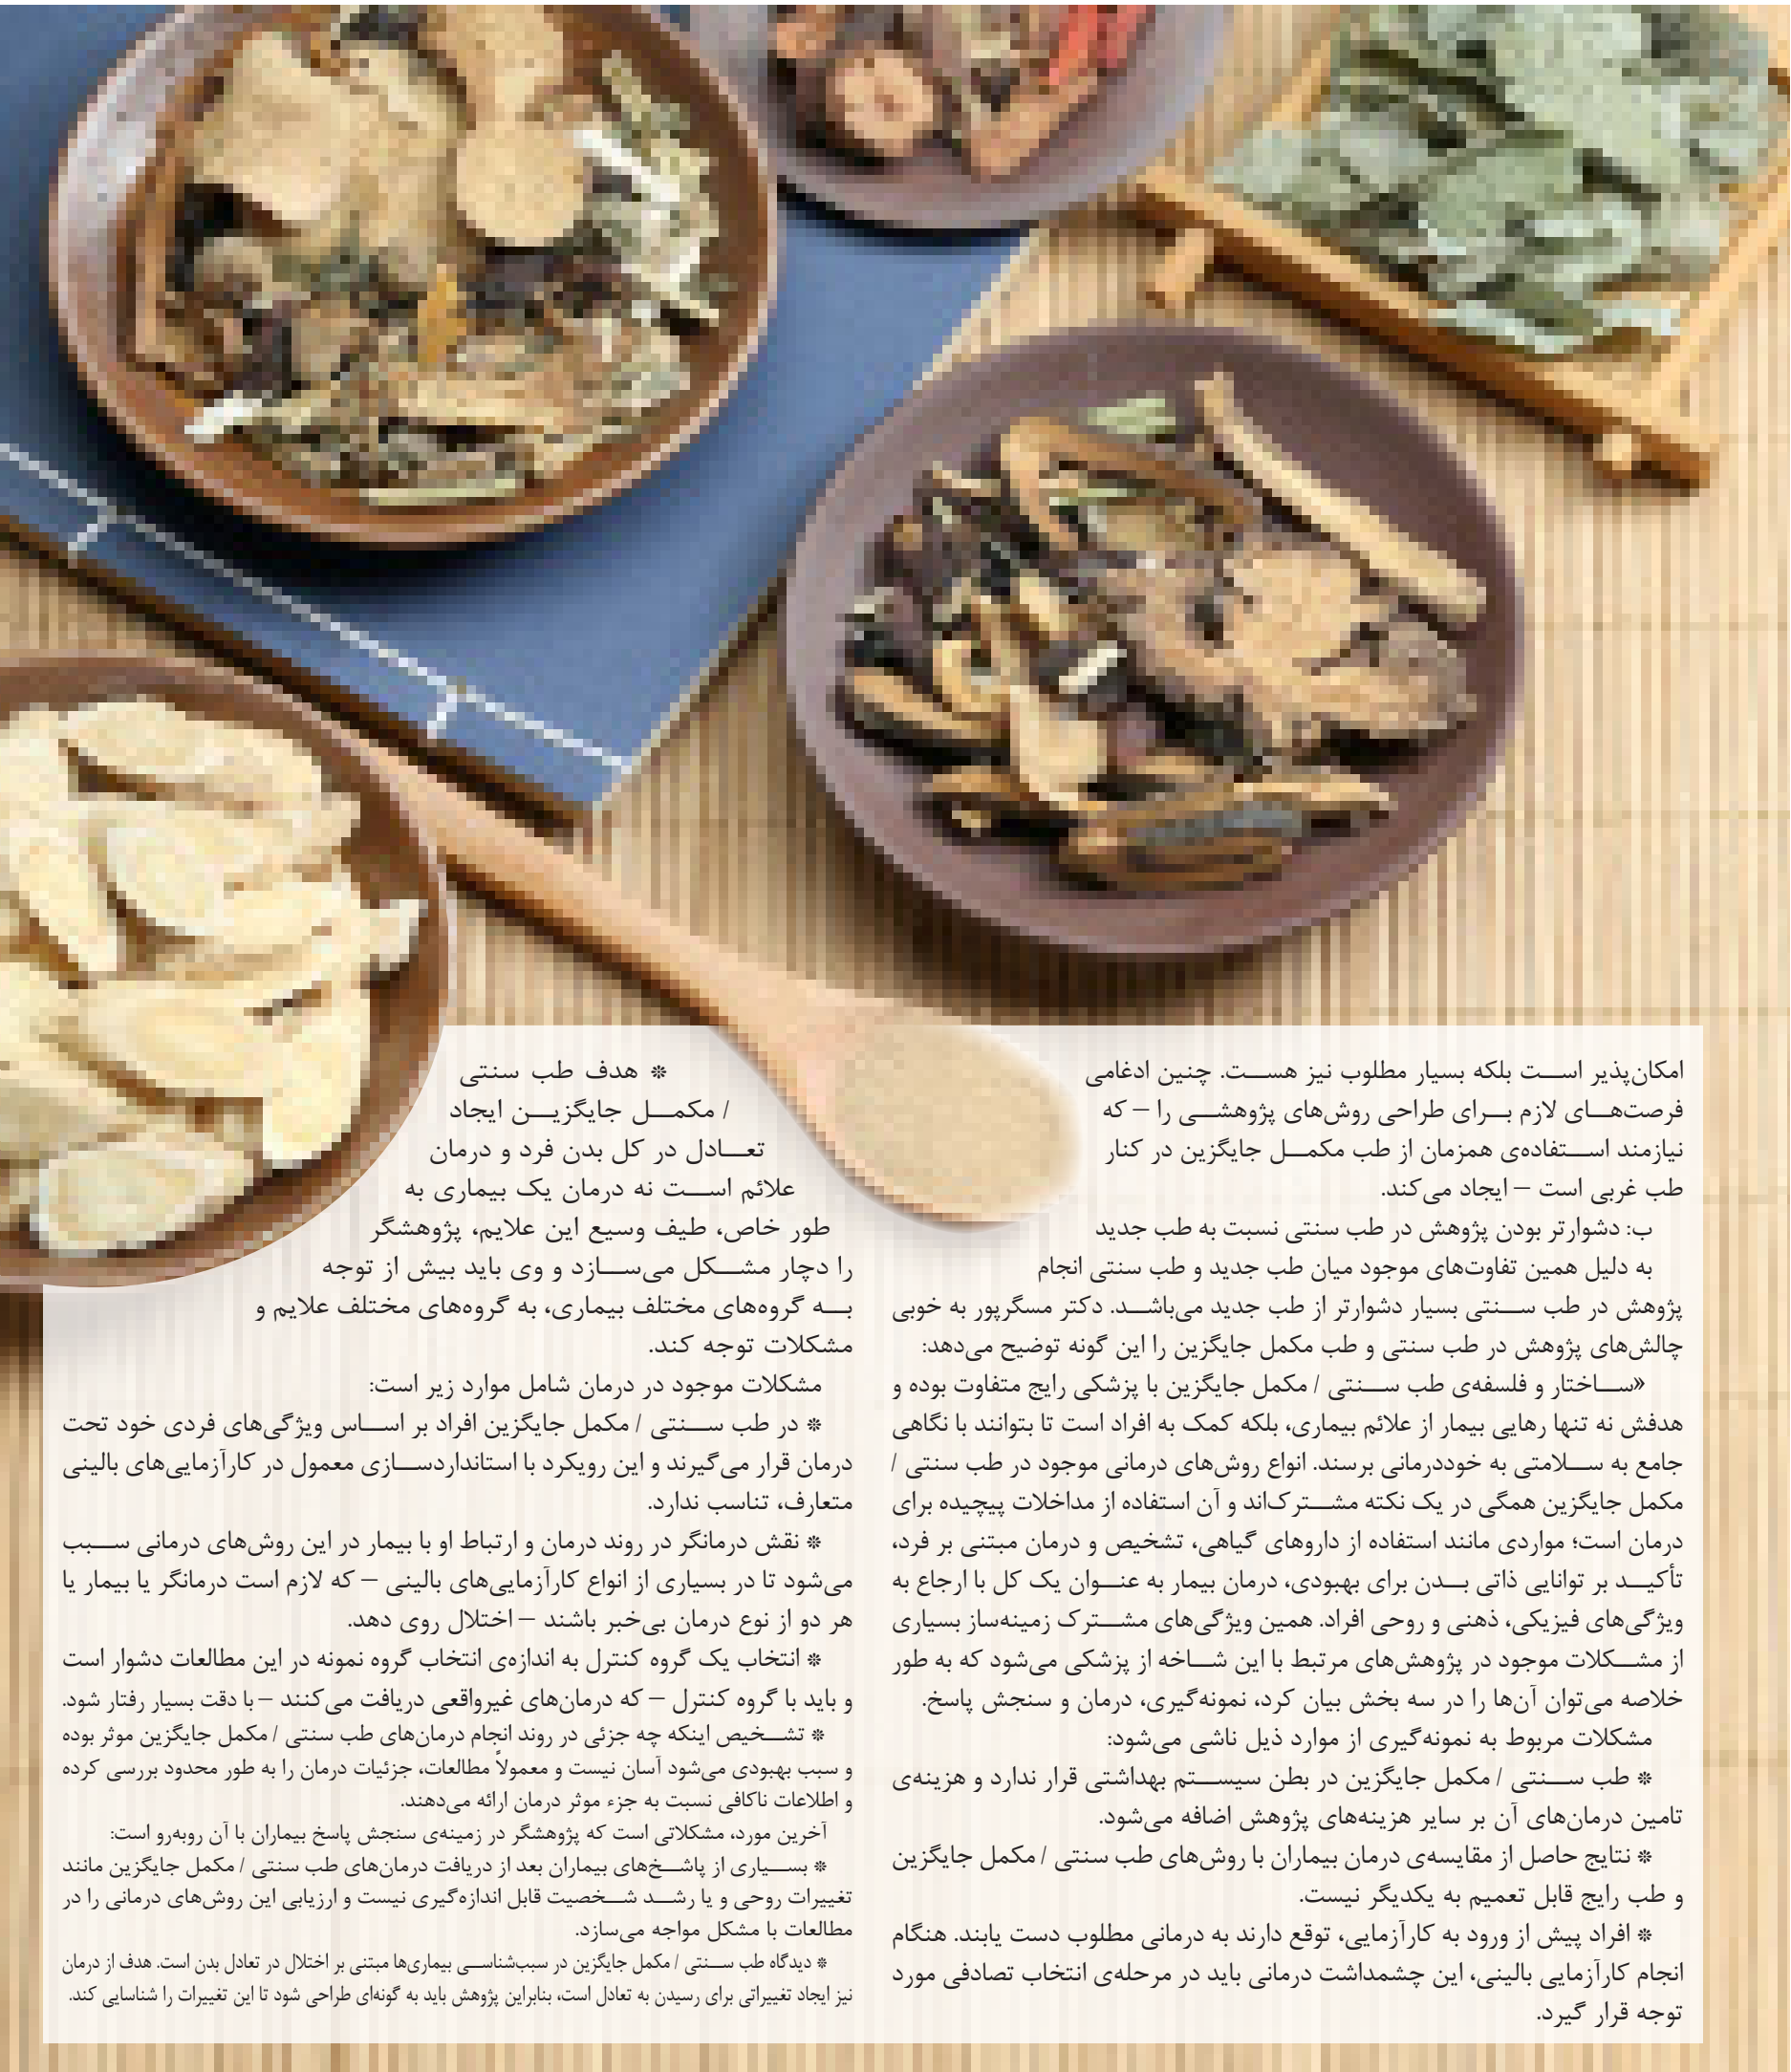 امکان‌پذیر است بلکه بسیار مطلوب نیز هست. چنین ادغامی
فرصت‌های لازم برای طراحی روش‌های پژوهشی را – که
نیازمند استفاده‌ی همزمان از طب مکمل جایگزین در کنار
طب غربی است – ایجاد می‌کند.
ب: دشوارتر بودن پژوهش در طب سنتی نسبت به طب جدید
به دلیل همین تفاوت‌های موجود میان طب جدید و طب سنتی انجام
پژوهش در طب سنتی بسیار دشوارتر از طب جدید می‌باشد. دکتر مسگرپور به خوبی
چالش‌های پژوهش در طب سنتی و طب مکمل جایگزین را این گونه توضیح می‌دهد:
«ساختار و فلسفه‌ی طب سنتی / مکمل جایگزین با پزشکی رایج متفاوت بوده و
هدفش نه تنها رهایی بیمار از علائم بیماری، بلکه کمک به افراد است تا بتوانند با نگاهی
جامع به سلامتی به خوددرمانی برسند. انواع روش‌های درمانی موجود در طب سنتی /
مکمل جایگزین همگی در یک نکته مشترک‌اند و آن استفاده از مداخلات پیچیده برای
درمان است؛ مواردی مانند استفاده از داروهای گیاهی، تشخیص و درمان مبتنی بر فرد،
تأکید بر توانایی ذاتی بدن برای بهبودی، درمان بیمار به عنوان یک کل با ارجاع به
ویژگی‌های فیزیکی، ذهنی و روحی افراد. همین ویژگی‌های مشترک زمینه‌ساز بسیاری
از مشکلات موجود در پژوهش‌های مرتبط با این شاخه از پزشکی می‌شود که به طور
خلاصه می‌توان آن‌ها را در سه بخش بیان کرد، نمونه‌گیری، درمان و سنجش پاسخ.
مشکلات مربوط به نمونه‌گیری از موارد ذیل ناشی می‌شود:
* طب سنتی / مکمل جایگزین در بطن سیستم بهداشتی قرار ندارد و هزینه‌ی
تامین درمان‌های آن بر سایر هزینه‌های پژوهش اضافه می‌شود.
* نتایج حاصل از مقایسه‌ی درمان بیماران با روش‌های طب سنتی / مکمل جایگزین
و طب رایج قابل تعمیم به یکدیگر نیست.
* افراد پیش از ورود به کارآزمایی، توقع دارند به درمانی مطلوب دست یابند. هنگام
انجام کارآزمایی بالینی، این چشمداشت درمانی باید در مرحله‌ی انتخاب تصادفی مورد
توجه قرار گیرد.
* هدف طب سنتی
/ مکمل جایگزین ایجاد
تعادل در کل بدن فرد و درمان
علائم است نه درمان یک بیماری به
طور خاص، طیف وسیع این علایم، پژوهشگر
را دچار مشکل می‌سازد و وی باید بیش از توجه
به گروه‌های مختلف بیماری، به گروه‌های مختلف علایم و
مشکلات توجه کند.
مشکلات موجود در درمان شامل موارد زیر است:
* در طب سنتی / مکمل جایگزین افراد بر اساس ویژگی‌های فردی خود تحت
درمان قرار می‌گیرند و این رویکرد با استانداردسازی معمول در کارآزمایی‌های بالینی
متعارف، تناسب ندارد.
* نقش درمانگر در روند درمان و ارتباط او با بیمار در این روش‌های درمانی سبب
می‌شود تا در بسیاری از انواع کارآزمایی‌های بالینی – که لازم است درمانگر یا بیمار یا
هر دو از نوع درمان بی‌خبر باشند – اختلال روی دهد.
* انتخاب یک گروه کنترل به اندازه‌ی انتخاب گروه نمونه در این مطالعات دشوار است
و باید با گروه کنترل – که درمان‌های غیرواقعی دریافت می‌کنند – با دقت بسیار رفتار شود.
* تشخیص اینکه چه جزئی در روند انجام درمان‌های طب سنتی / مکمل جایگزین موثر بوده
و سبب بهبودی می‌شود آسان نیست و معمولاً مطالعات، جزئیات درمان را به طور محدود بررسی کرده
و اطلاعات ناکافی نسبت به جزء موثر درمان ارائه می‌دهند.
آخرین مورد، مشکلاتی است که پژوهشگر در زمینه‌ی سنجش پاسخ بیماران با آن روبه‌رو است:
* بسیاری از پاشخ‌های بیماران بعد از دریافت درمان‌های طب سنتی / مکمل جایگزین مانند
تغییرات روحی و یا رشد شخصیت قابل اندازه‌گیری نیست و ارزیابی این روش‌های درمانی را در
مطالعات با مشکل مواجه می‌سازد.
* دیدگاه طب سنتی / مکمل جایگزین در سبب‌شناسی بیماری‌ها مبتنی بر اختلال در تعادل بدن است. هدف از درمان
نیز ایجاد تغییراتی برای رسیدن به تعادل است، بنابراین پژوهش باید به گونه‌ای طراحی شود تا این تغییرات را شناسایی کند.